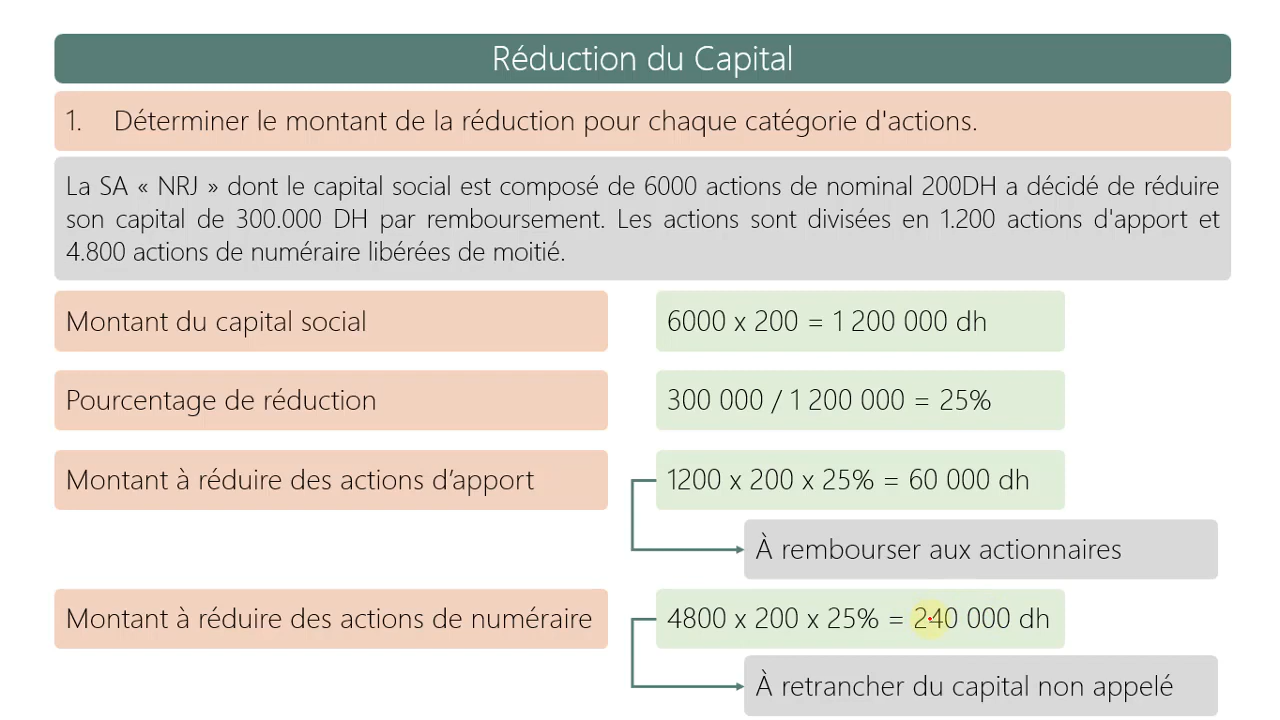 Réduction du Capital
1. Déterminer le montant de la réduction pour chaque catégorie d'actions.
La SA « NRJ » dont le capital social est composé de 6000 actions de nominal 200DH a décidé de réduire
son capital de 300.000 DH par remboursement. Les actions sont divisées en 1.200 actions d'apport et
4.800 actions de numéraire libérées de moitié.
Montant du capital social
6000 x 200 = 1 200 000 dh
Pourcentage de réduction
300 000 / 1 200 000 = 25%
Montant à réduire des actions d’apport
1200 x 200 x 25% = 60 000 dh
À rembourser aux actionnaires
Montant à réduire des actions de numéraire
4800 x 200 x 25% = 240 000 dh
À retrancher du capital non appelé